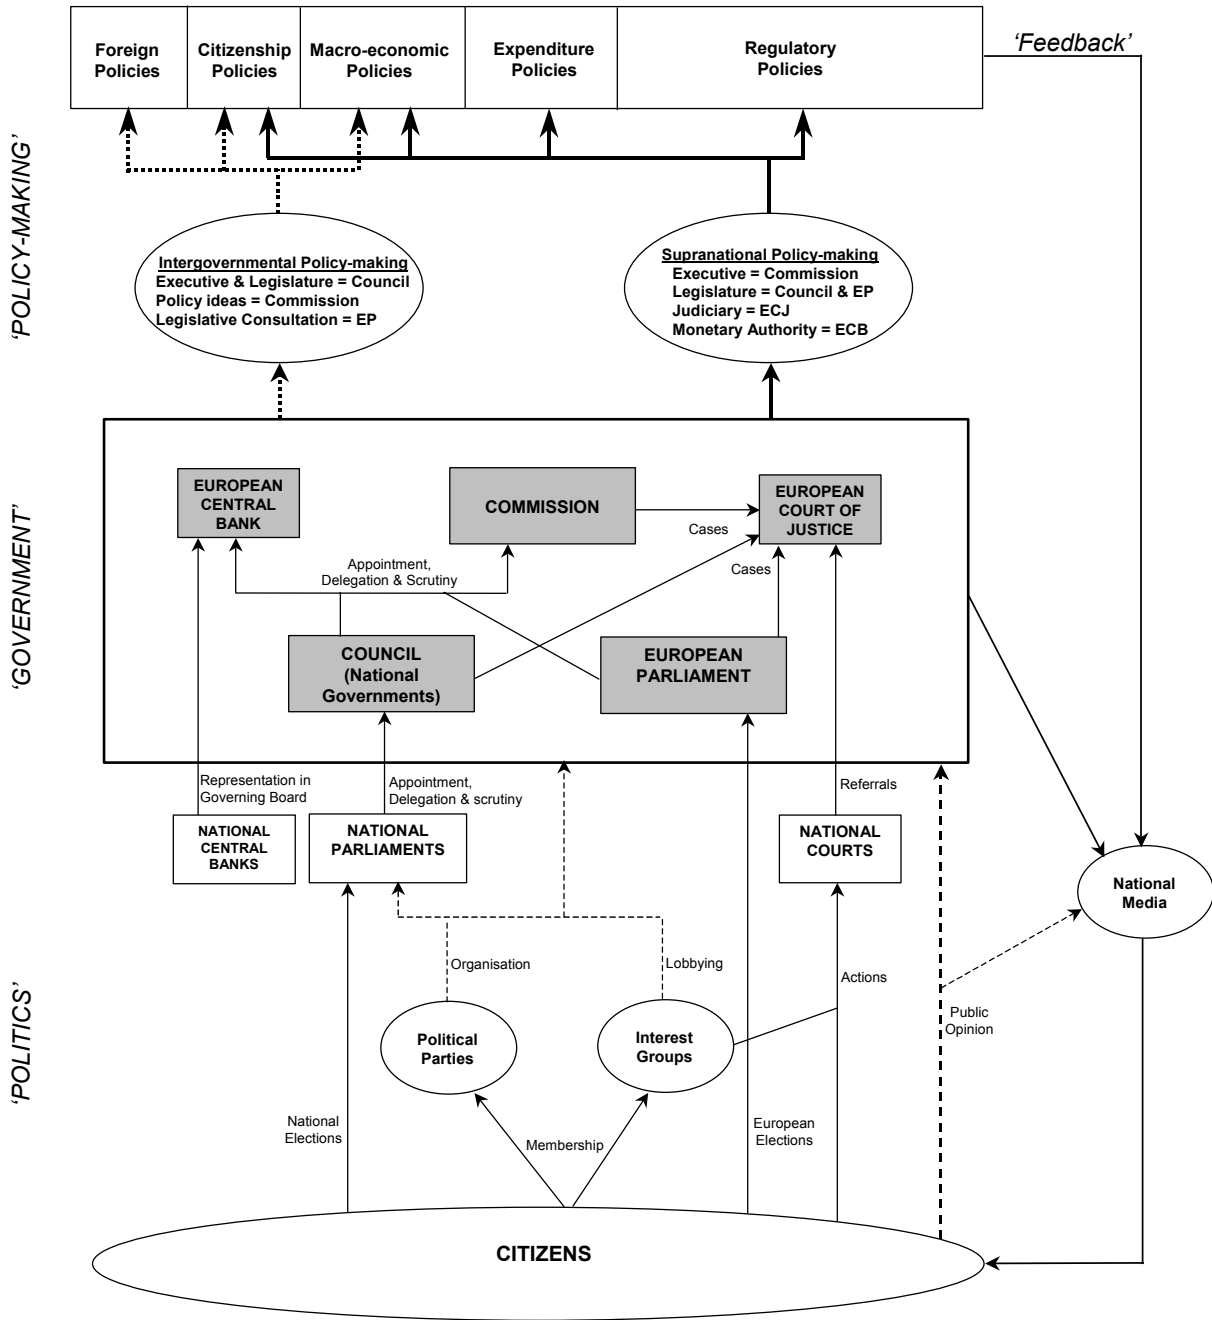 Foreign
Policies
Citizenship
Policies
Macro-economic
Policies
Expenditure
Policies
Regulatory
Policies
‘Feedback’
‘POLICY-MAKING’
Intergovernmental Policy-making
Executive & Legislature = Council
Policy ideas = Commission
Legislative Consultation = EP
Supranational Policy-making
Executive = Commission
Legislature = Council & EP
Judiciary = ECJ
Monetary Authority = ECB
‘GOVERNMENT’
EUROPEAN
CENTRAL
BANK
COMMISSION
EUROPEAN
COURT OF
JUSTICE
Cases
Appointment,
Delegation & Scrutiny
Cases
COUNCIL
(National
Governments)
EUROPEAN
PARLIAMENT
Representation in
Governing Board
Appointment,
Delegation & scrutiny
Referrals
NATIONAL
CENTRAL
BANKS
NATIONAL
PARLIAMENTS
NATIONAL
COURTS
National
Media
‘POLITICS’
Organisation
Lobbying
Actions
Public
Opinion
Political
Parties
Interest
Groups
National
Elections
Membership
European
Elections
CITIZENS